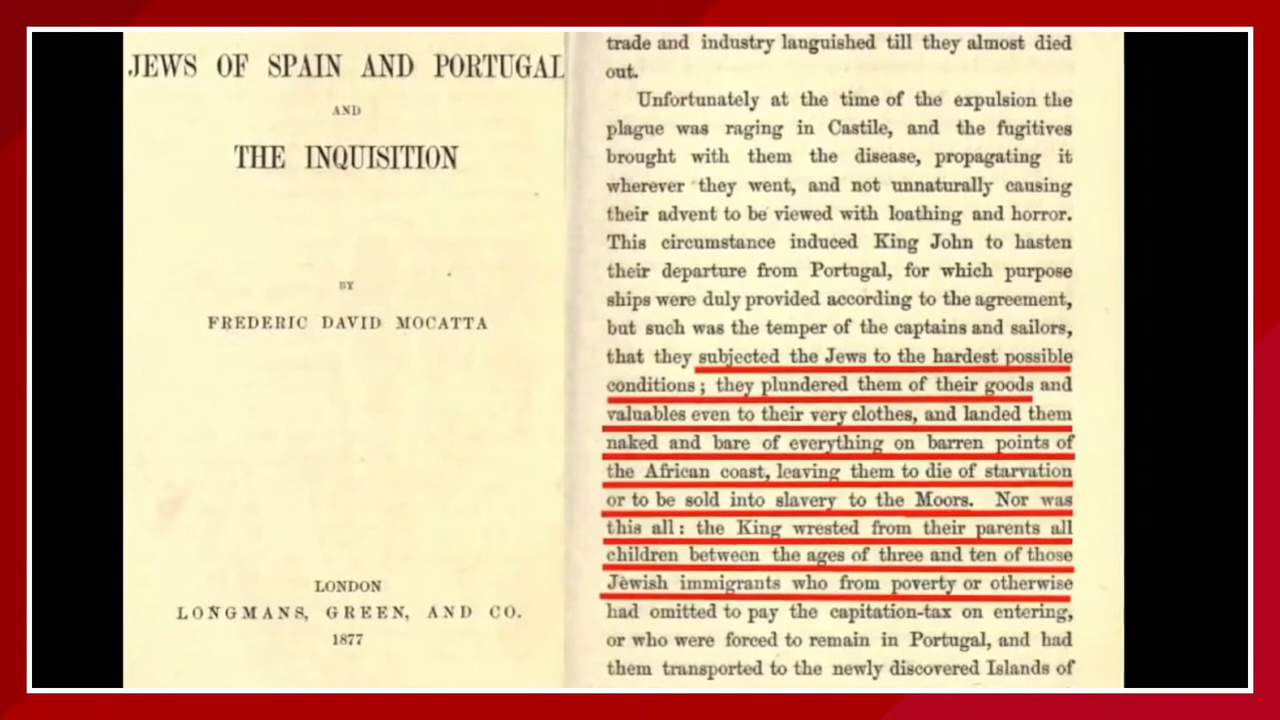 JEWS OF SPAIN AND PORTUGAL
AND
THE INQUISITION
BY
FREDERIC DAVID MOCATTA
LONDON
LONGMANS, GREEN, AND CO.
1877
trade and industry languished till they almost died
out.
Unfortunately at the time of the expulsion the
plague was raging in Castile, and the fugitives
brought with them the disease, propagating it
wherever they went, and not unnaturally causing
their advent to be viewed with loathing and horror.
This circumstance induced King John to hasten
their departure from Portugal, for which purpose
ships were duly provided according to the agreement,
but such was the temper of the captains and sailors,
that they subjected the Jews to the hardest possible
conditions; they plundered them of their goods and
valuables even to their very clothes, and landed them
naked and bare of everything on barren points of
the African coast, leaving them to die of starvation
or to be sold into slavery to the Moors. Nor was
this all: the King wrested from their parents all
children between the ages of three and ten of those
Jewish immigrants who from poverty or otherwise
had omitted to pay the capitation-tax on entering,
or who were forced to remain in Portugal, and had
them transported to the newly discovered Islands of